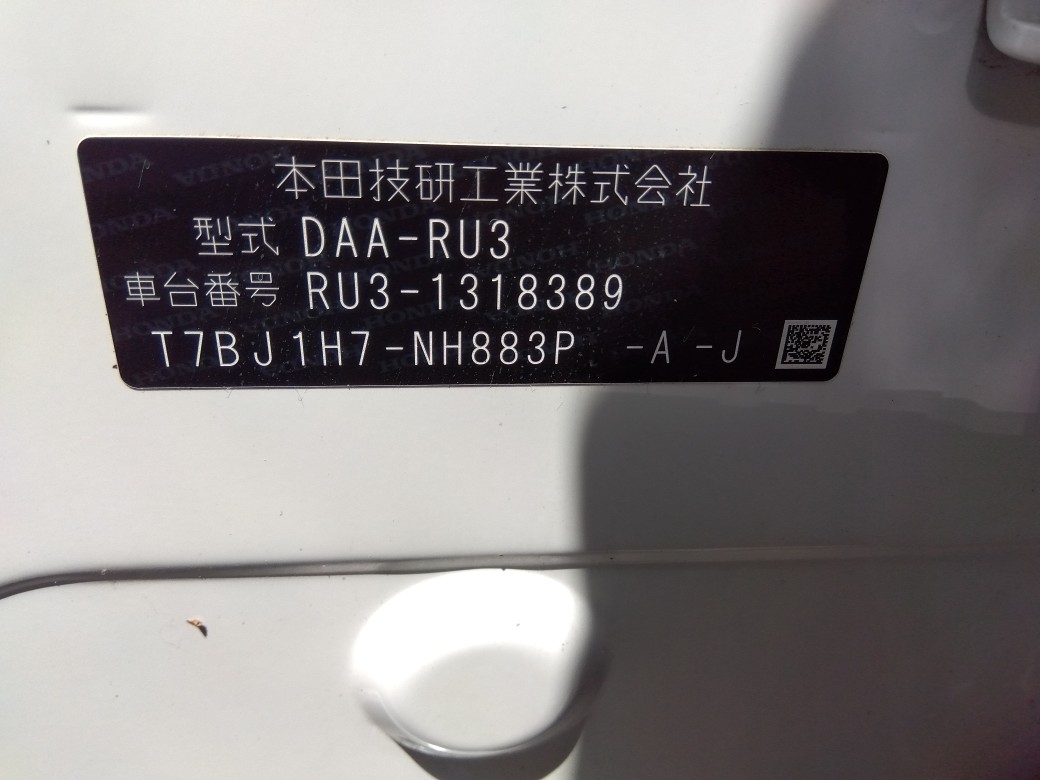 本田技研工業株式会社
型式 DAA-RU3
車台番号 RU3-1318389
T7BJ1H7-NH883P -A -J